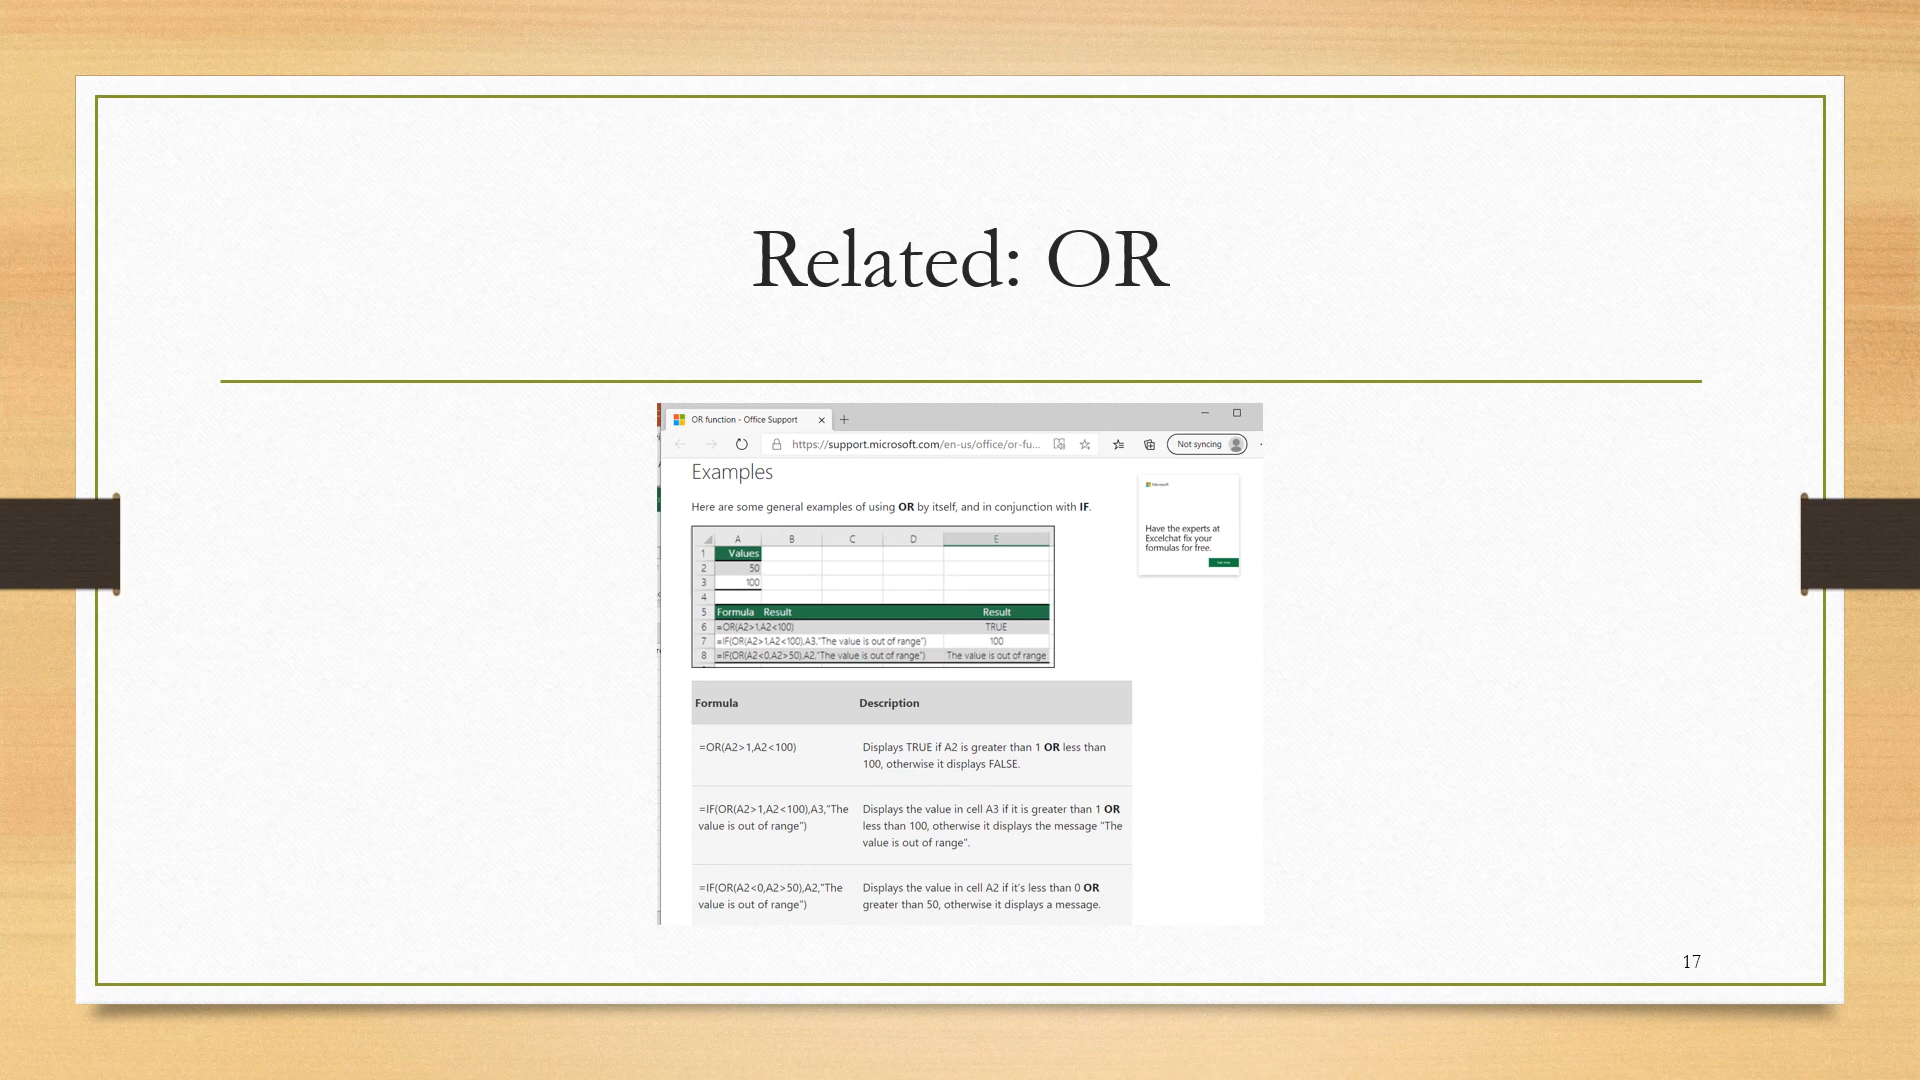 Related: OR
OR function - Office Support
https://support.microsoft.com/en-us/office/or-fu...
Not syncing
Examples
Here are some general examples of using OR by itself, and in conjunction with IF.
Microsoft
Have the experts at
Excelchat fix your
formulas for free.
A B C D E
1 Values
2 50
3 100
4
5 Formula Result Result
6 =OR(A2>1,A2<100) TRUE
7 =IF(OR(A2>1,A2<100),A3,"The value is out of range") 100
8 =IF(OR(A2<0,A2>50),A2,"The value is out of range") The value is out of range
Formula Description
=OR(A2>1,A2<100) Displays TRUE if A2 is greater than 1 OR less than
100, otherwise it displays FALSE.
=IF(OR(A2>1,A2<100),A3,"The Displays the value in cell A3 if it is greater than 1 OR
value is out of range") less than 100, otherwise it displays the message "The
value is out of range".
=IF(OR(A2<0,A2>50),A2,"The Displays the value in cell A2 if it's less than 0 OR
value is out of range") greater than 50, otherwise it displays a message.
17